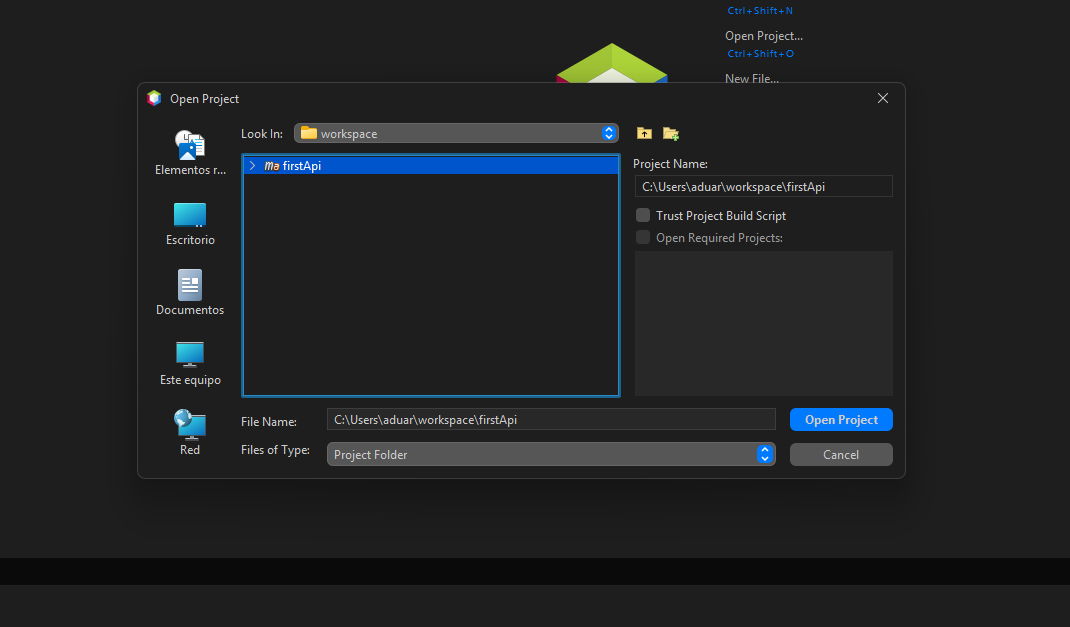 Ctrl+Shift+N
Open Project...
Ctrl+Shift+O
New File...
Open Project
Look In:
workspace
Elementos r...
Escritorio
Documentos
Este equipo
Red
ma firstApi
Project Name:
C:\Users\aduar\workspace\firstApi
Trust Project Build Script
Open Required Projects:
File Name:
C:\Users\aduar\workspace\firstApi
Open Project
Files of Type:
Project Folder
Cancel